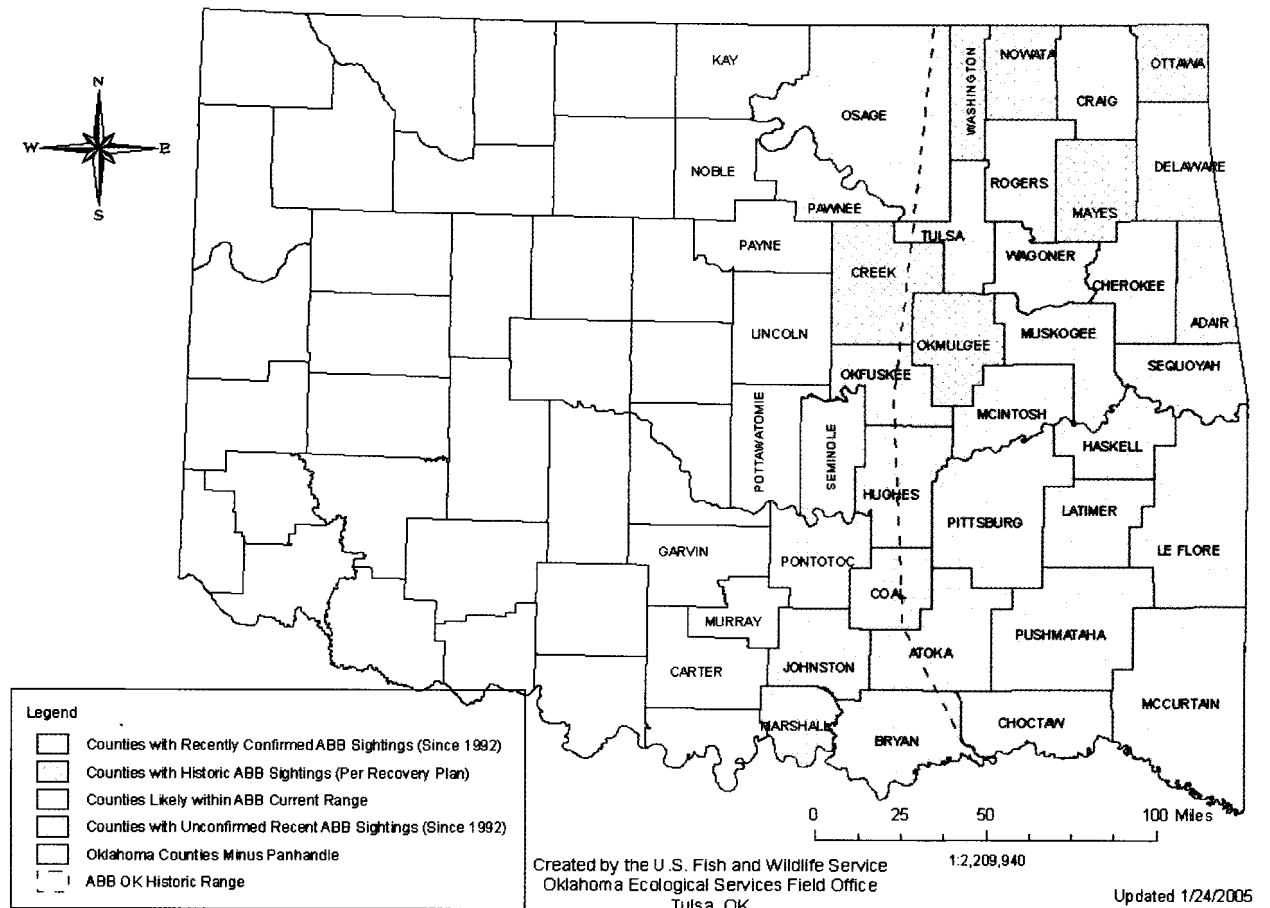 N
W
E
S
KAY
OSAGE
WASHINGTON
NOWATA
CRAIG
OTTAWA
NOBLE
PAWNEE
ROGERS
MAYES
DELAWARE
PAYNE
CREEK
TULSA
WAGONER
CHEROKEE
ADAIR
LINCOLN
OKMULGEE
MUSKOGEE
SEQUOYAH
OKFUSKEE
MCINTOSH
POTTAWATOMIE
SEMINOLE
HASKELL
HUGHES
PITTSBURG
LATIMER
LE FLORE
GARVIN
PONTOTOC
COAL
MURRAY
PUSHMATAHA
CARTER
JOHNSTON
ATOKA
MCCURTAIN
MARSHALL
BRYAN
CHOCTAW
Legend
Counties with Recently Confirmed ABB Sightings (Since 1992)
Counties with Historic ABB Sightings (Per Recovery Plan)
Counties Likely within ABB Current Range
Counties with Unconfirmed Recent ABB Sightings (Since 1992)
Oklahoma Counties Minus Panhandle
ABB OK Historic Range
0 25 50 100 Miles
1:2,209,940
Created by the U.S. Fish and Wildlife Service
Oklahoma Ecological Services Field Office
Tulsa, OK
Updated 1/24/2005